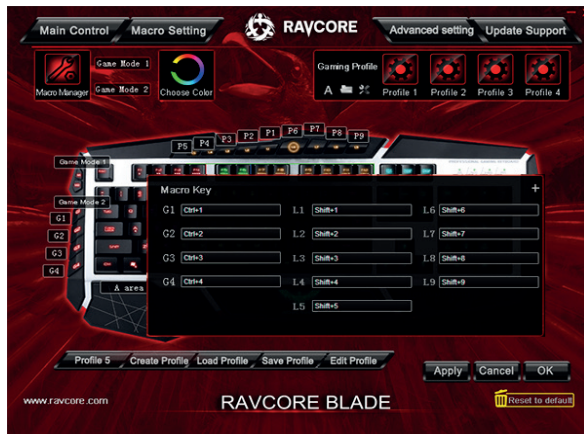 Main Control Macro Setting RAVCORE Advanced setting Update Support
Game Mode 1
Game Mode 2
Macro Manager
Choose Color
Gaming Profile
A
Profile 1 Profile 2 Profile 3 Profile 4
P5 P4 P3 P2 P1 P6 P7 P8 P9
Game Mode 1
Game Mode 2
G1
G2
G3
G4
A area
Macro Key +
G1 Ctrl+1 L1 Shift+1 L6 Shift+6
G2 Ctrl+2 L2 Shift+2 L7 Shift+7
G3 Ctrl+3 L3 Shift+3 L8 Shift+8
G4 Ctrl+4 L4 Shift+4 L9 Shift+9
L5 Shift+5
Profile 5 Create Profile Load Profile Save Profile Edit Profile
Apply Cancel OK
www.ravcore.com RAVCORE BLADE Reset to default